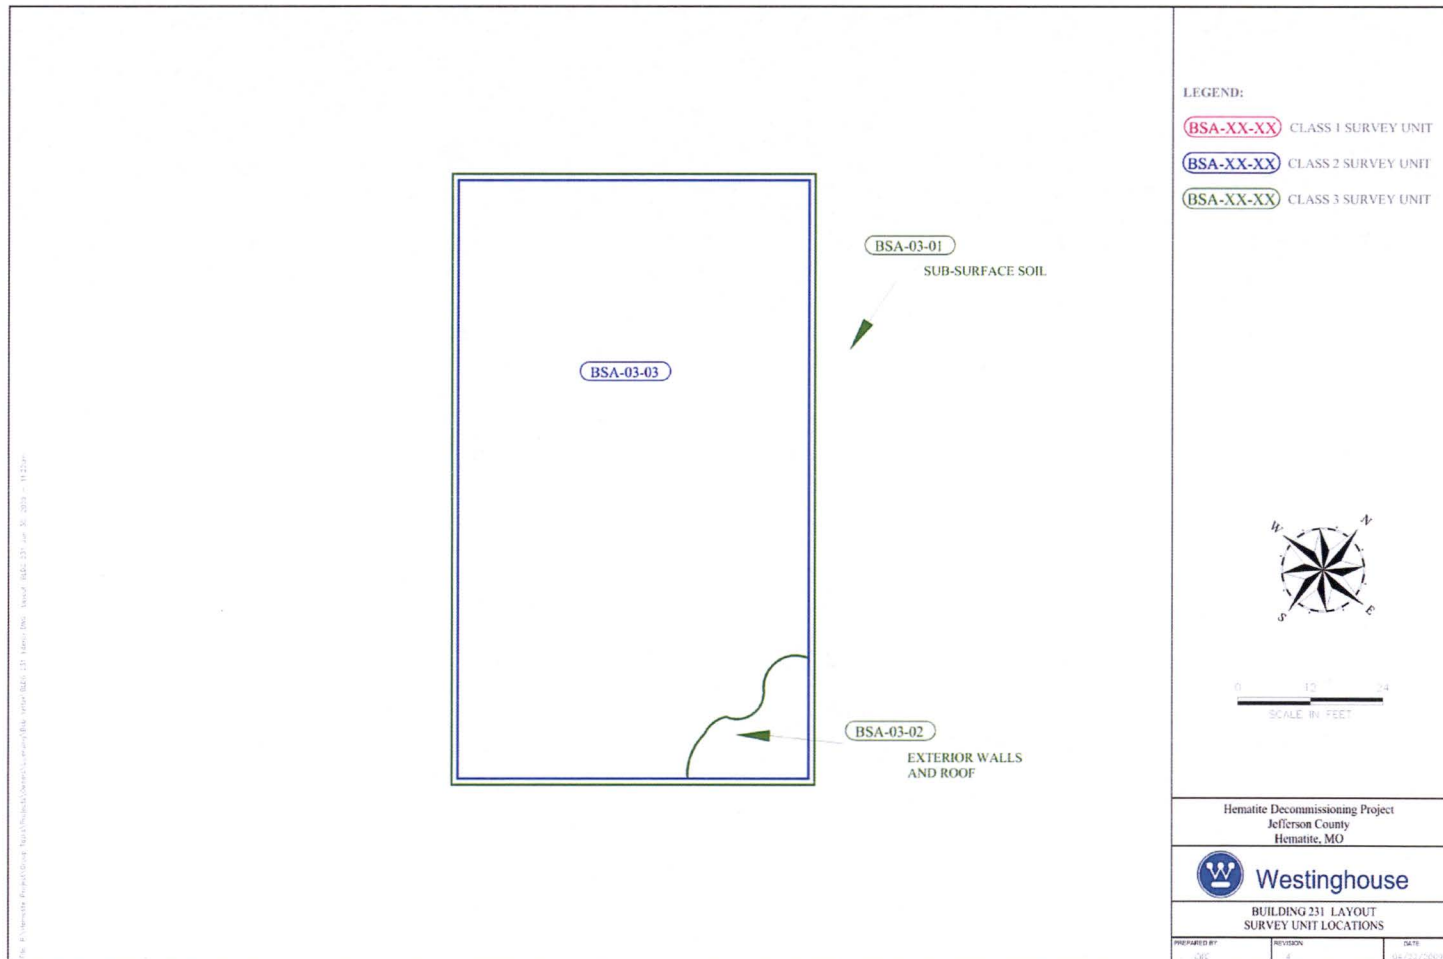 LEGEND:
BSA-XX-XX CLASS 1 SURVEY UNIT
BSA-XX-XX CLASS 2 SURVEY UNIT
BSA-XX-XX CLASS 3 SURVEY UNIT
BSA-03-01
SUB-SURFACE SOIL
BSA-03-03
BSA-03-02
EXTERIOR WALLS
AND ROOF
W N
S E
0 12 24
SCALE IN FEET
Hematite Decommissioning Project
Jefferson County
Hematite, MO
W
Westinghouse
BUILDING 231 LAYOUT
SURVEY UNIT LOCATIONS
PREPARED BY REVISION DATE